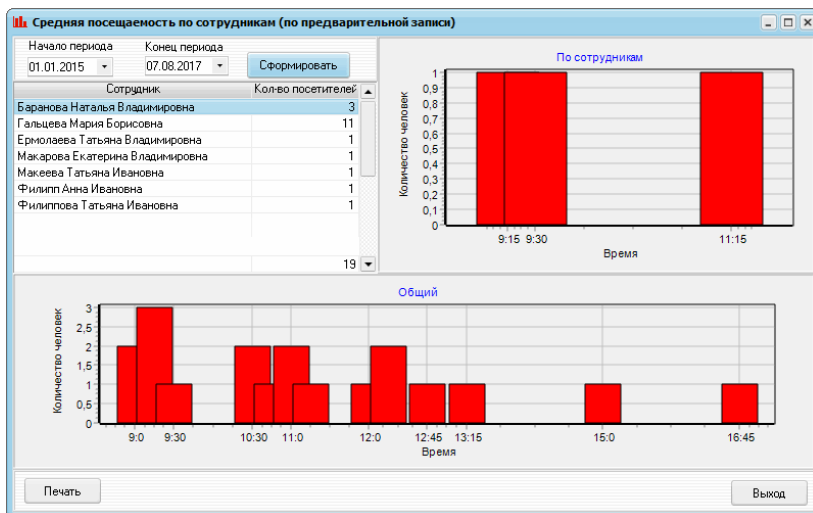 Средняя посещаемость по сотрудникам (по предварительной записи)
Начало периода Конец периода
01.01.2015 07.08.2017 Сформировать
Сотрудник Кол-во посетителей
Баранова Наталья Владимировна 3
Гальцева Мария Борисовна 11
Ермолаева Татьяна Владимировна 1
Макарова Екатерина Владимировна 1
Макеева Татьяна Ивановна 1
Филипп Анна Ивановна 1
Филиппова Татьяна Ивановна 1
19
По сотрудникам
Количество человек
1
0,9
0,8
0,7
0,6
0,5
0,4
0,3
0,2
0,1
0
9:15 9:30 11:15
Время
Общий
Количество человек
3
2,5
2
1,5
1
0,5
0
9:0 9:30 10:30 11:0 12:0 12:45 13:15 15:0 16:45
Время
Печать Выход